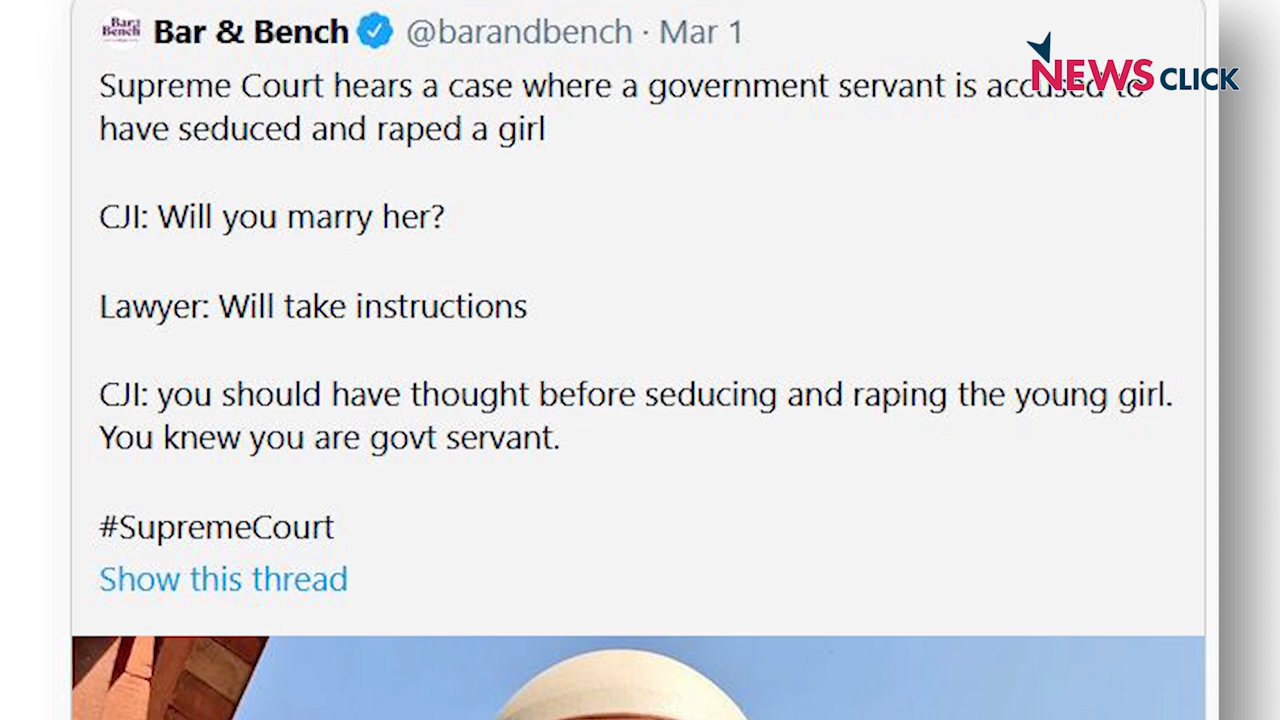 Bar & Bench @barandbench · Mar 1
NEWS CLICK
Supreme Court hears a case where a government servant is accused to
have seduced and raped a girl
CJI: Will you marry her?
Lawyer: Will take instructions
CJI: you should have thought before seducing and raping the young girl.
You knew you are govt servant.
#SupremeCourt
Show this thread